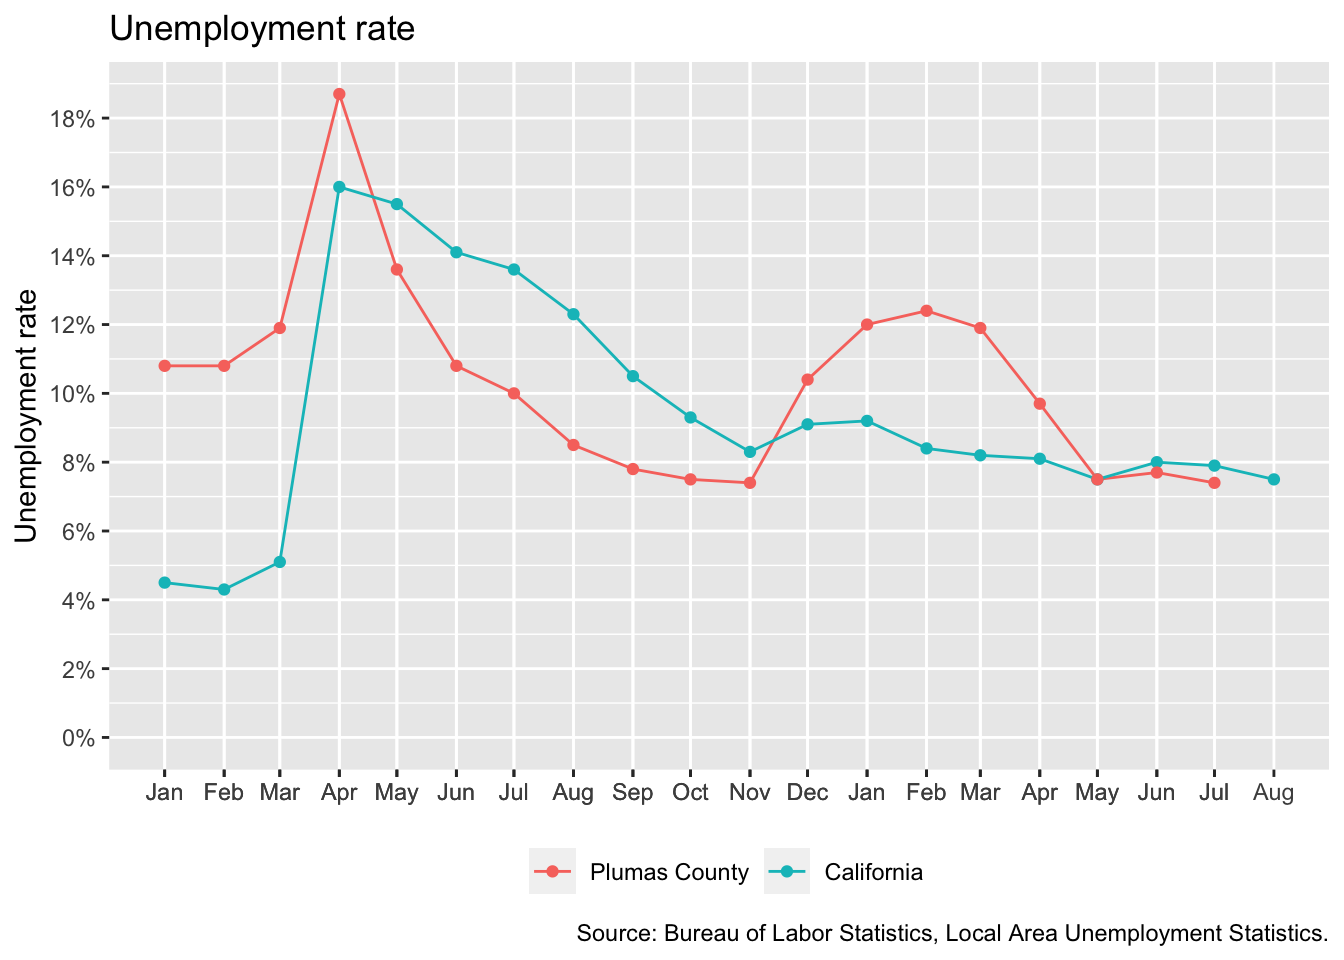 Unemployment rate
Unemployment rate
18%
16%
14%
12%
10%
8%
6%
4%
2%
0%
Jan Feb Mar Apr May Jun Jul Aug Sep Oct Nov Dec Jan Feb Mar Apr May Jun Jul Aug
Plumas County California
Source: Bureau of Labor Statistics, Local Area Unemployment Statistics.